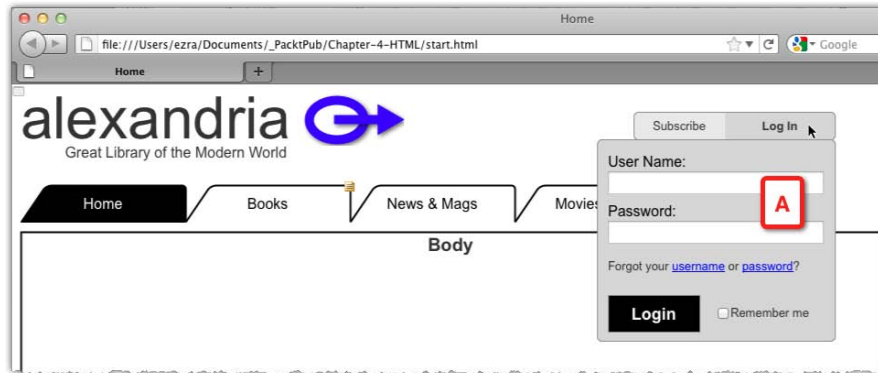 Home
file:///Users/ezra/Documents/_PacktPub/Chapter-4-HTML/start.html
Google
Home
+
alexandria
Great Library of the Modern World
Subscribe
Log In
User Name:
A
Password:
Forgot your username or password?
Login
Remember me
Home
Books
News & Mags
Movies
Body